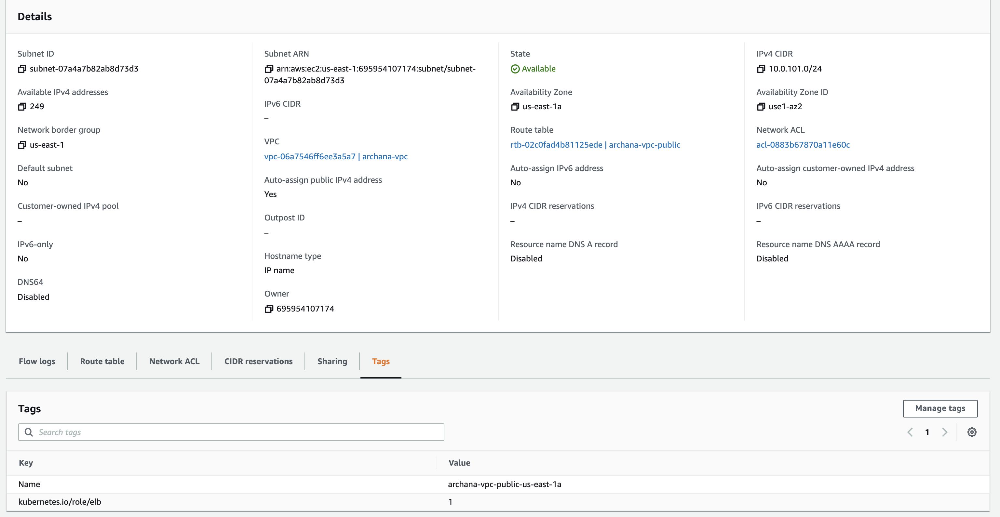 Details
Subnet ID
subnet-07a4a7b82ab8d73d3
Available IPv4 addresses
249
Network border group
us-east-1
Default subnet
No
Customer-owned IPv4 pool
–
IPv6-only
No
DNS64
Disabled
Subnet ARN
arn:aws:ec2:us-east-1:695954107174:subnet/subnet-
07a4a7b82ab8d73d3
IPv6 CIDR
–
VPC
vpc-06a7546ff6ee3a5a7 | archana-vpc
Auto-assign public IPv4 address
Yes
Outpost ID
–
Hostname type
IP name
Owner
695954107174
State
Available
Availability Zone
us-east-1a
Route table
rtb-02c0fad4b81125ede | archana-vpc-public
Auto-assign IPv6 address
No
IPv4 CIDR reservations
–
Resource name DNS A record
Disabled
IPv4 CIDR
10.0.101.0/24
Availability Zone ID
use1-az2
Network ACL
acl-0883b67870a11e60c
Auto-assign customer-owned IPv4 address
No
IPv6 CIDR reservations
–
Resource name DNS AAAA record
Disabled
Flow logs
Route table
Network ACL
CIDR reservations
Sharing
Tags
Tags
Manage tags
Search tags
1
Key Value
Name archana-vpc-public-us-east-1a
kubernetes.io/role/elb 1